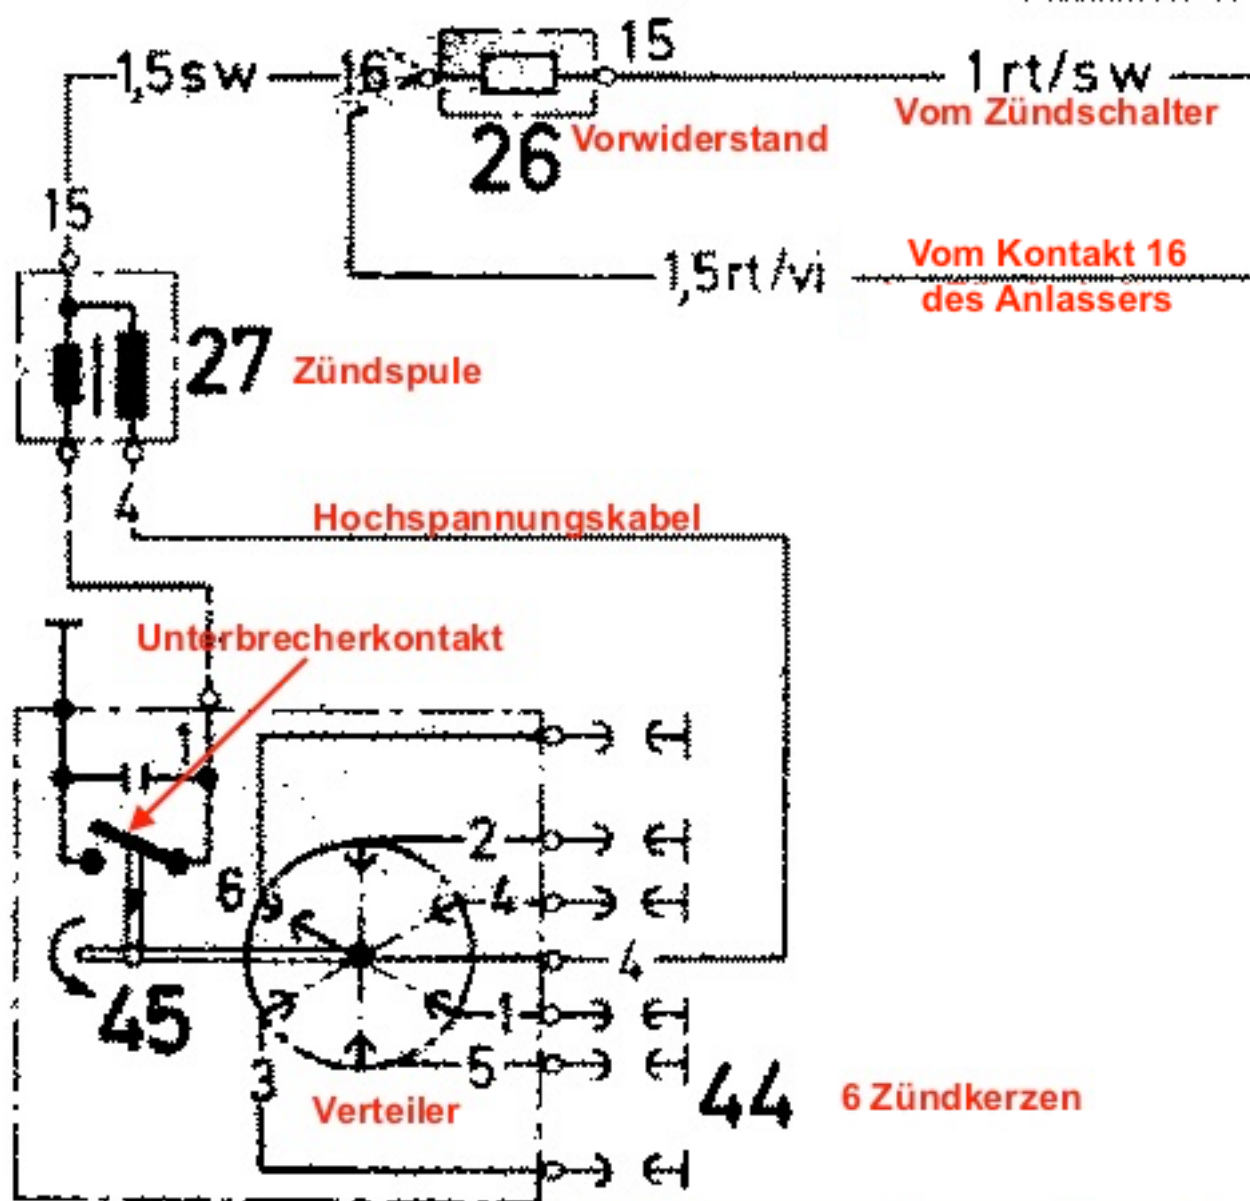 1,5 sw
16
15
1 rt/sw
Vom Zündschalter
26
Vorwiderstand
15
1,5 rt/vi
Vom Kontakt 16
des Anlassers
27
Zündspule
4
Hochspannungskabel
Unterbrecherkontakt
1
2
6
4
4
45
1
3
5
44
6 Zündkerzen
Verteiler